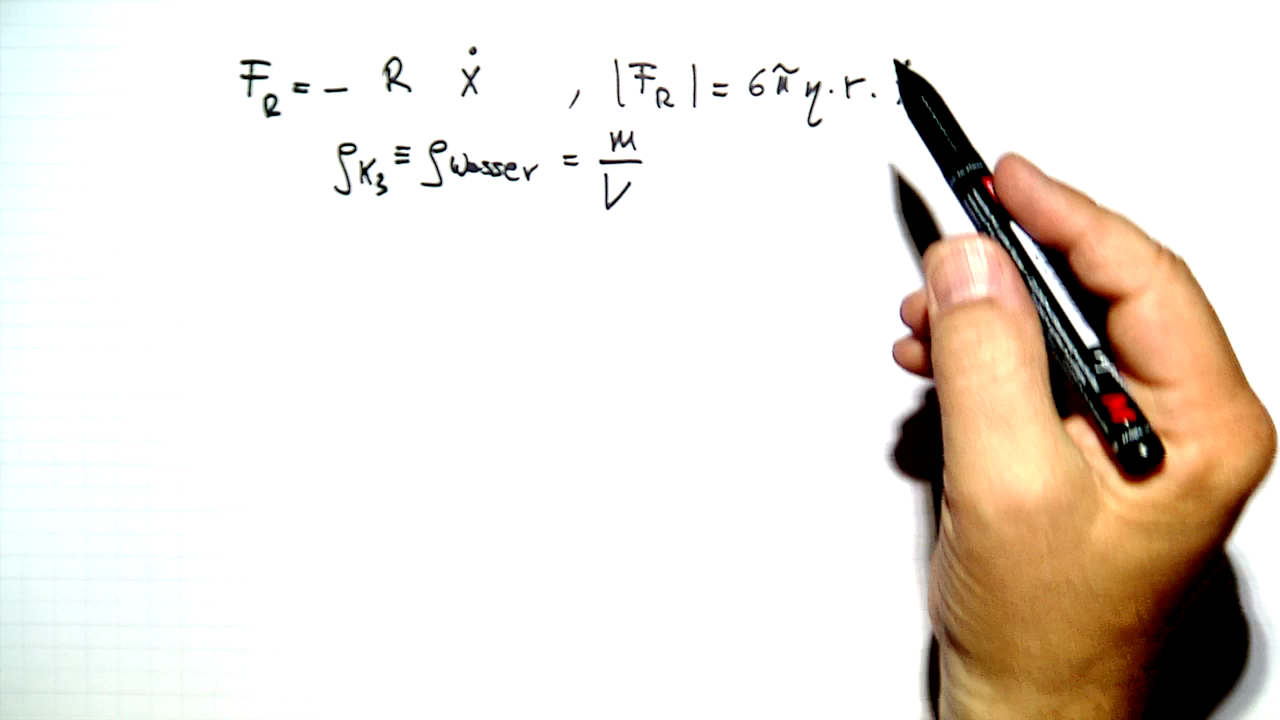 F_R = - R ẋ , |F_R| = 6 π η · r ·
ρ_K3 ≡ ρ_Wasser = m/V